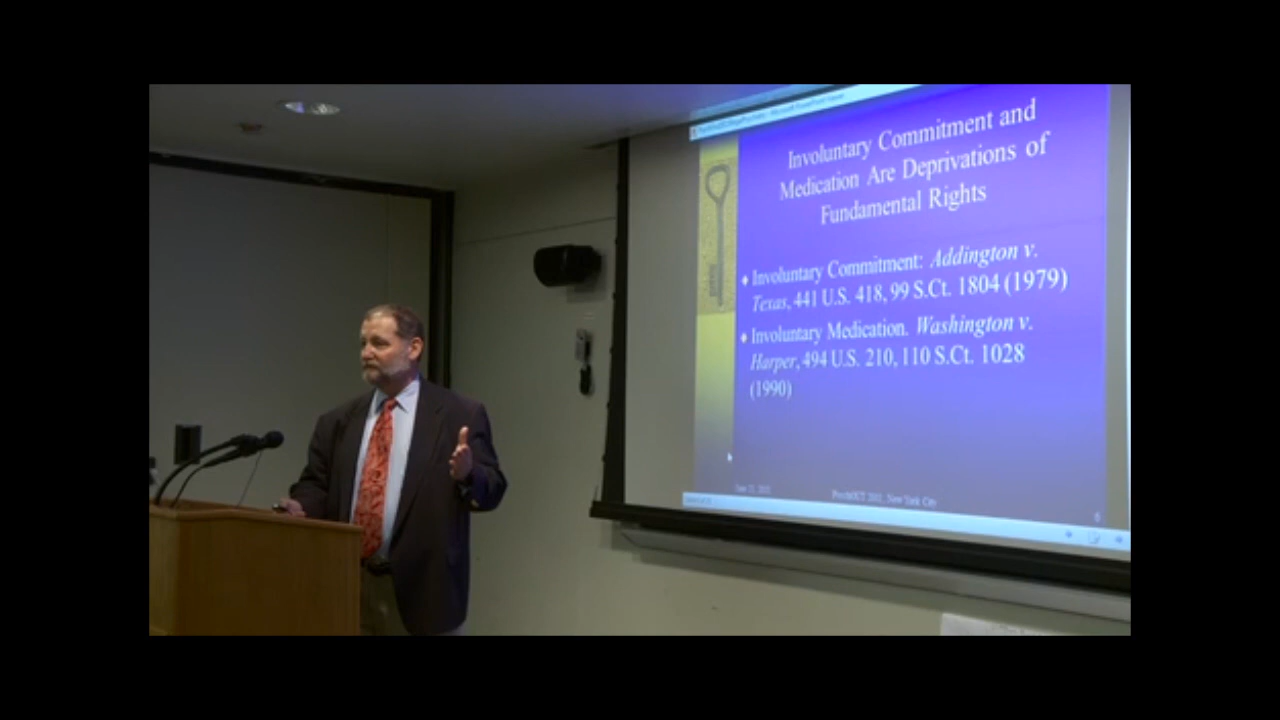 Involuntary Commitment and
Medication Are Deprivations of
Fundamental Rights
♦ Involuntary Commitment: Addington v.
Texas, 441 U.S. 418, 99 S.Ct. 1804 (1979)
♦ Involuntary Medication. Washington v.
Harper, 494 U.S. 210, 110 S.Ct. 1028
(1990)
New York City
6